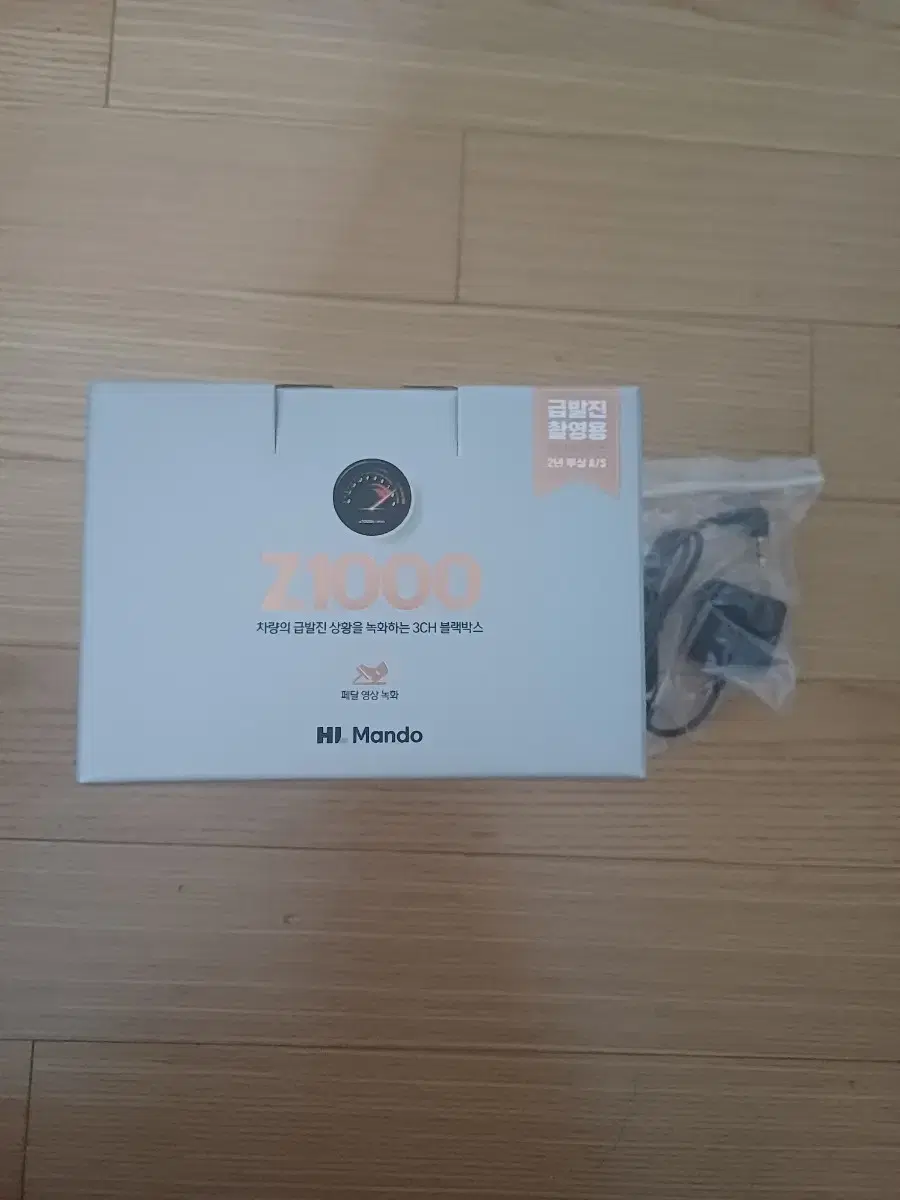 급발진
촬영용
2년 무상 A/S
Z1000
차량의 급발진 상황을 녹화하는 3CH 블랙박스
페달 영상 녹화
HL Mando